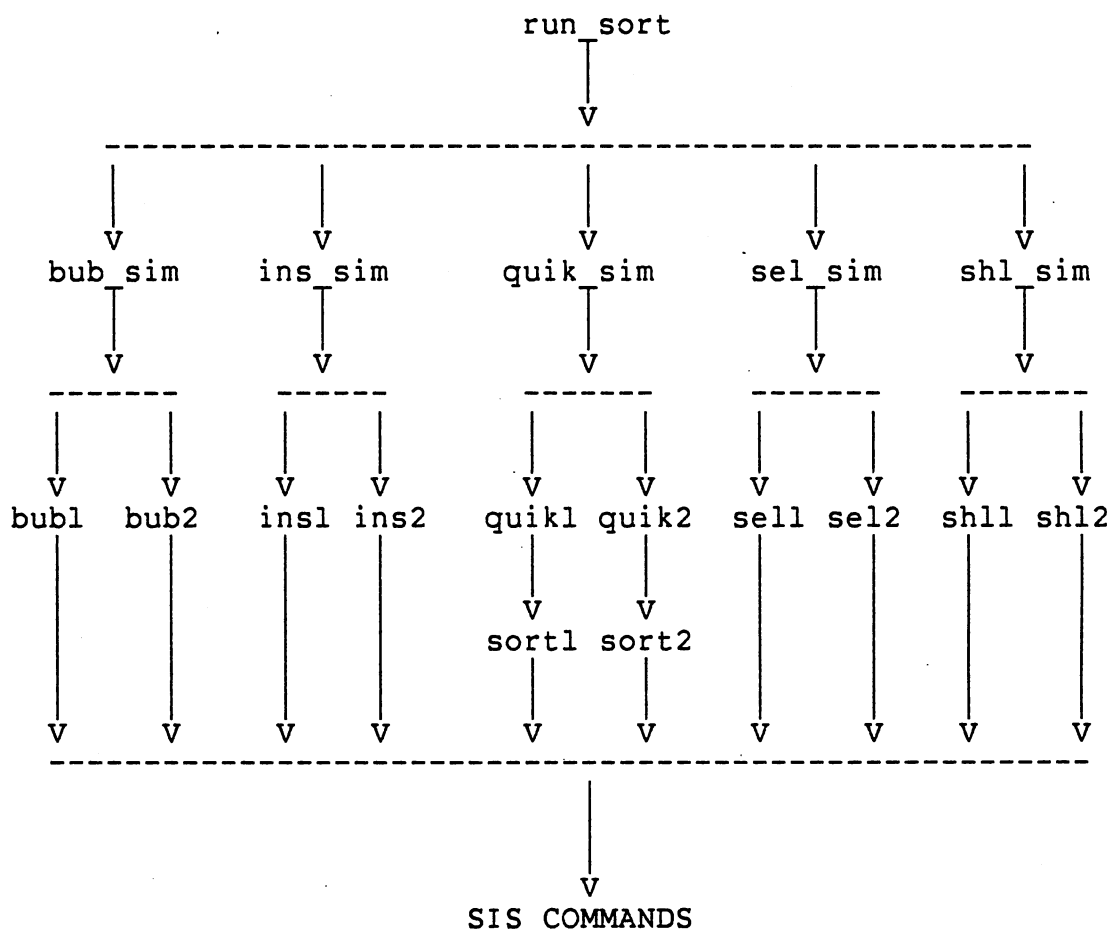 run_sort
bub_sim ins_sim quik_sim sel_sim shl_sim
bub1 bub2 ins1 ins2 quik1 quik2 sel1 sel2 shl1 shl2
sort1 sort2
SIS COMMANDS